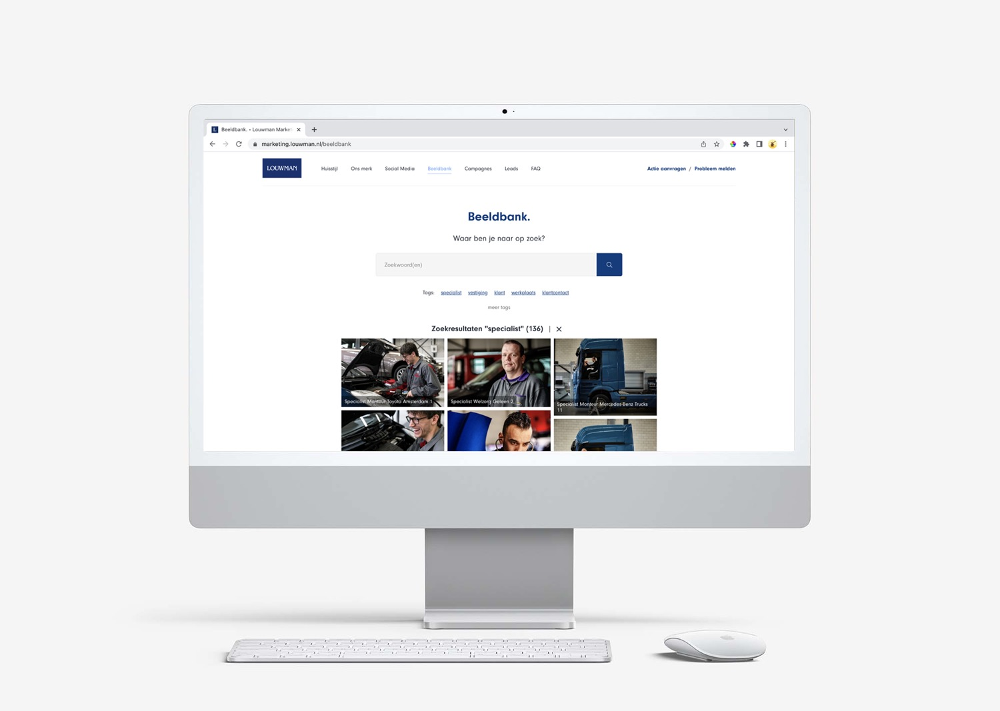 Beeldbank. - Louwman Market
marketing.louwman.nl/beeldbank
LOUWMAN
Huisstijl Ons merk Social Media Beeldbank Campagnes Leads FAQ
Actie aanvragen / Probleem melden
Beeldbank.
Waar ben je naar op zoek?
Zoekwoord(en)
Tags: specialist vestiging klant werkplaats klantcontact
meer tags
Zoekresultaten "specialist" (136) |
Specialist Monteur Toyota Amsterdam 1
Specialist Welzorg Geleen 2
Specialist Monteur Mercedes-Benz Trucks
11